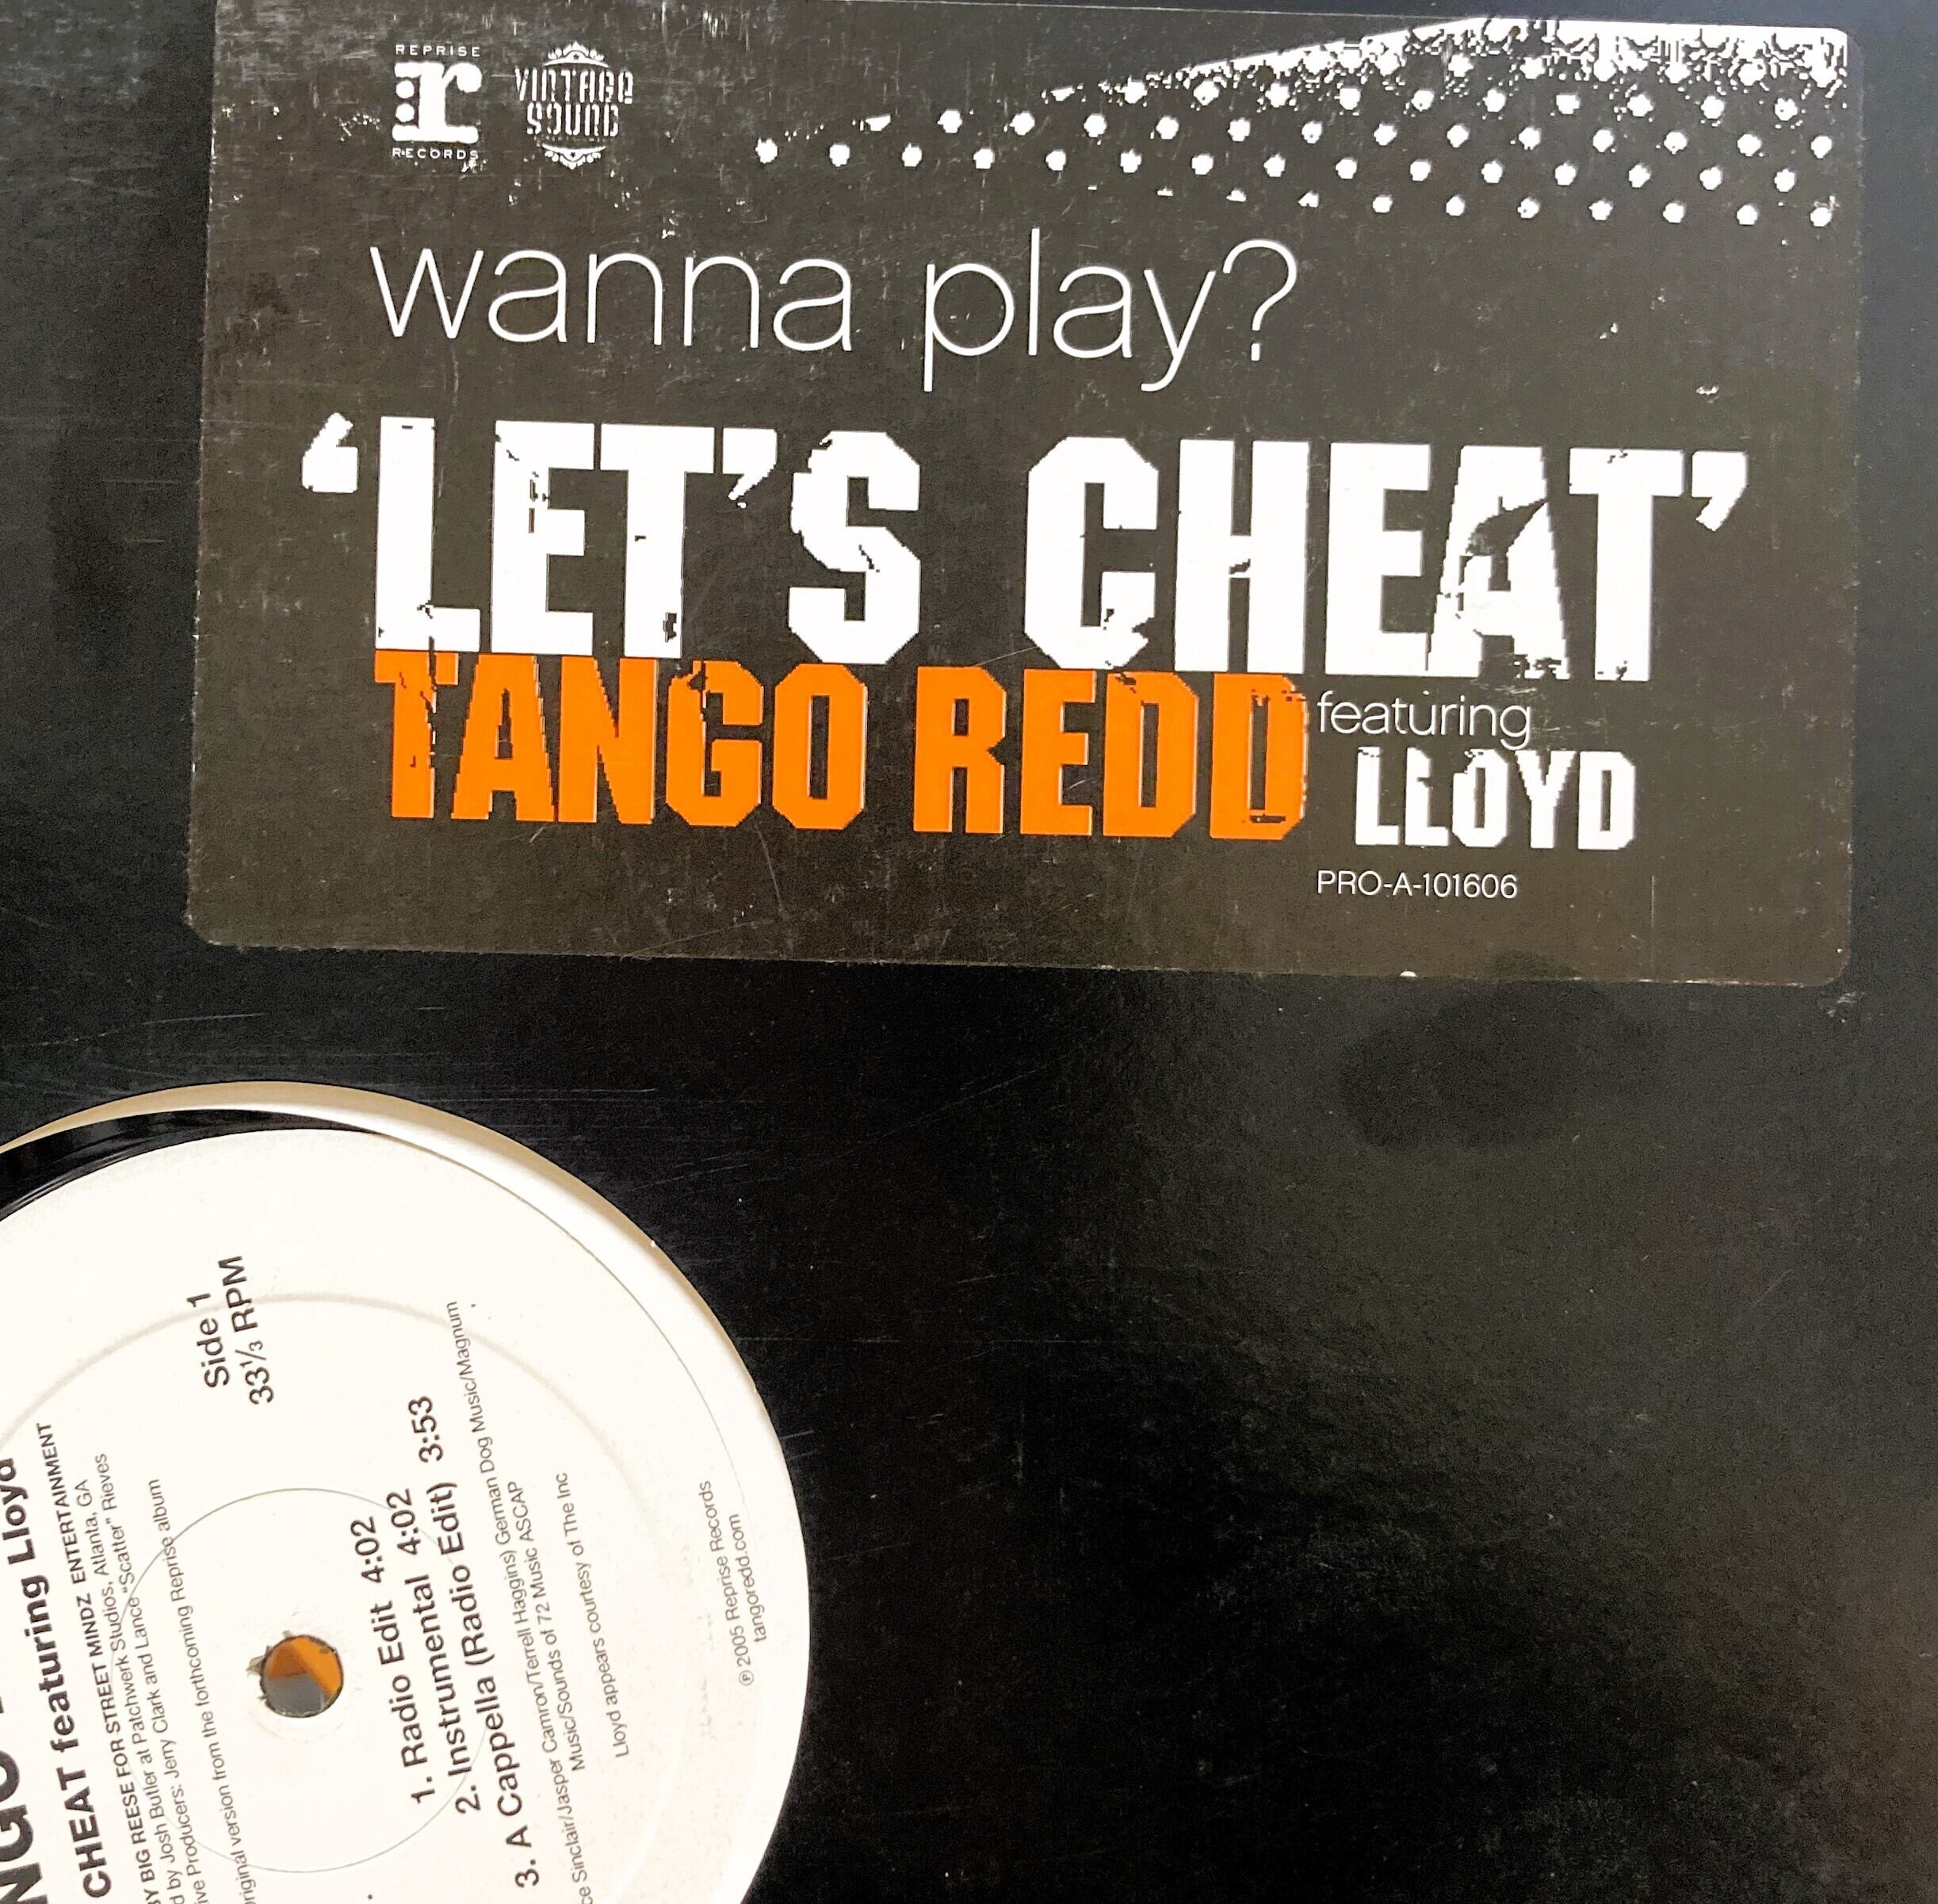 REPRISE
r
RECORDS
VINTAGE
SOUND
wanna play?
‘LET’S CHEAT’
TANGO REDD featuring
LLOYD
PRO-A-101606
CHEAT featuring Lloyd
BY BIG REESE FOR STREET MINDZ ENTERTAINMENT
by Josh Butler at Patchwork Studios, Atlanta, GA
Producers: Jerry Clark and Lance “Scatter” Rieves
version from the forthcoming Reprise album
Side 1
33⅓ RPM
1. Radio Edit 4:02
2. Instrumental 4:02
3. A Cappella (Radio Edit) 3:53
Sinclair/Jasper Camron/Terrell Haggins) German Dog Music/Magnum
Music/Sounds of 72 Music ASCAP
Lloyd appears courtesy of The Inc
℗ 2005 Reprise Records
tangoredd.com